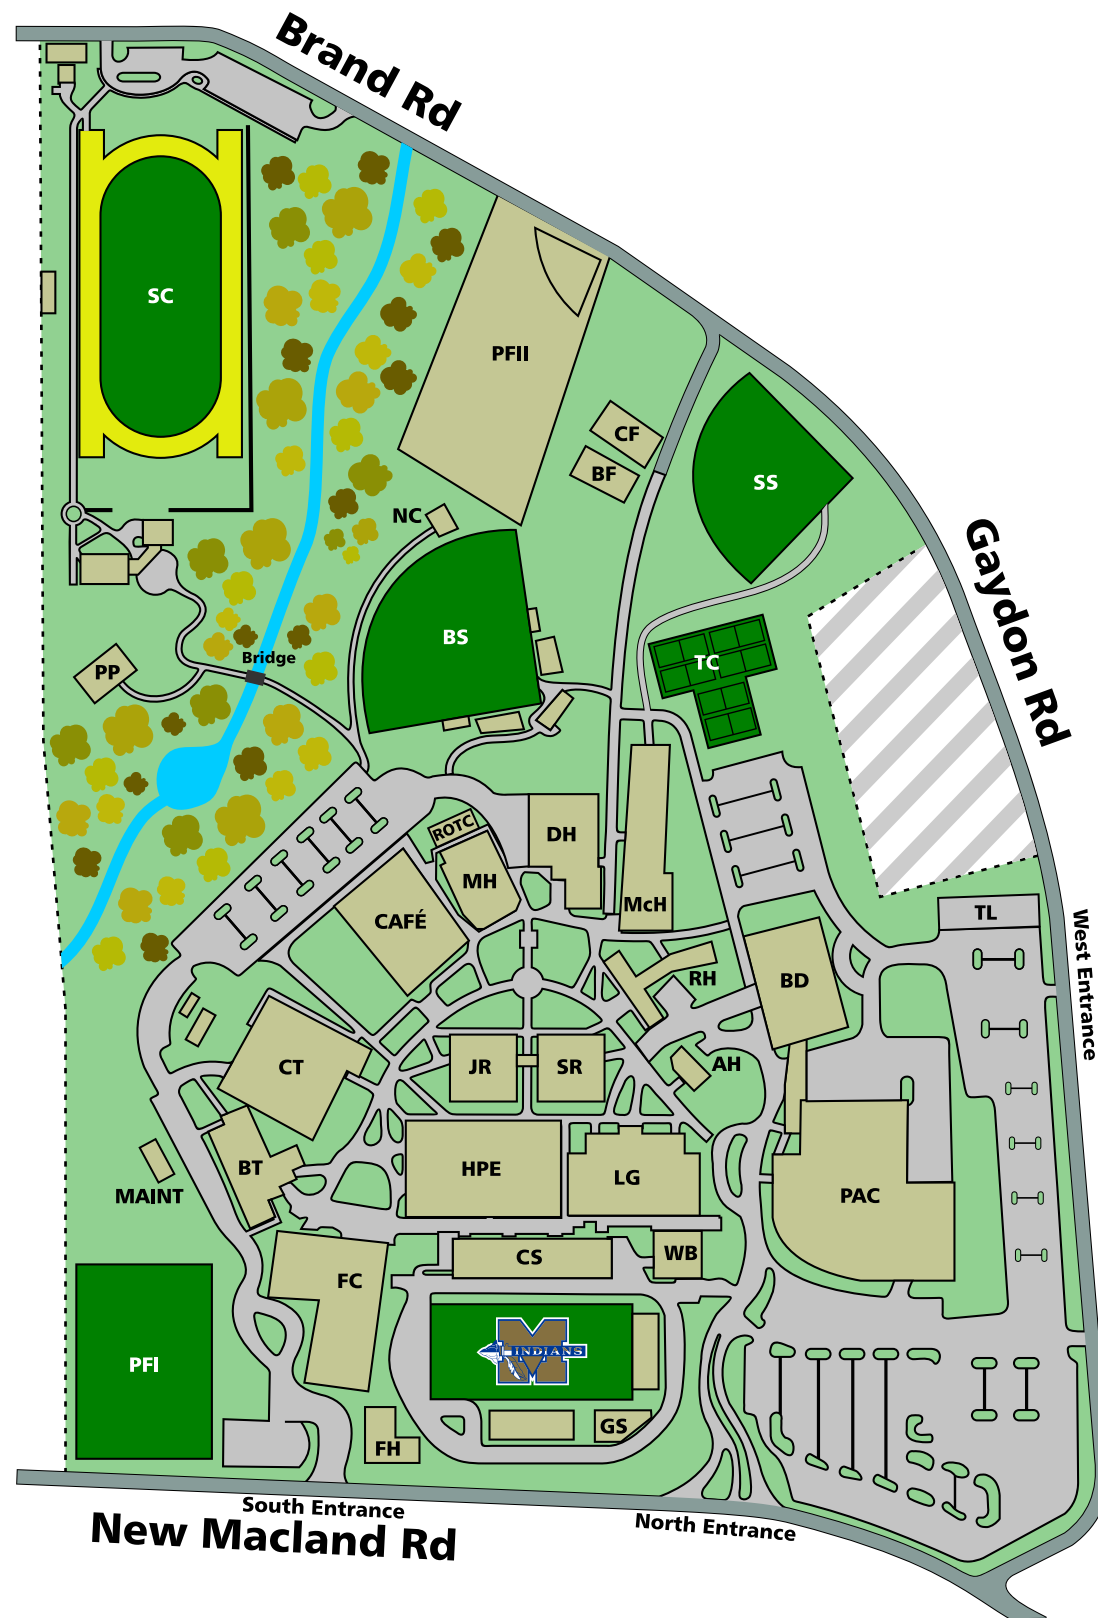 Brand Rd
SC
PFII
CF
BF
SS
NC
Gaydon Rd
BS
TC
Bridge
PP
ROTC
DH
MH
McH
CAFÉ
TL
West Entrance
RH
BD
AH
CT
JR
SR
BT
HPE
LG
MAINT
PAC
CS
WB
FC
INDIANS
PFI
GS
FH
South Entrance
North Entrance
New Macland Rd